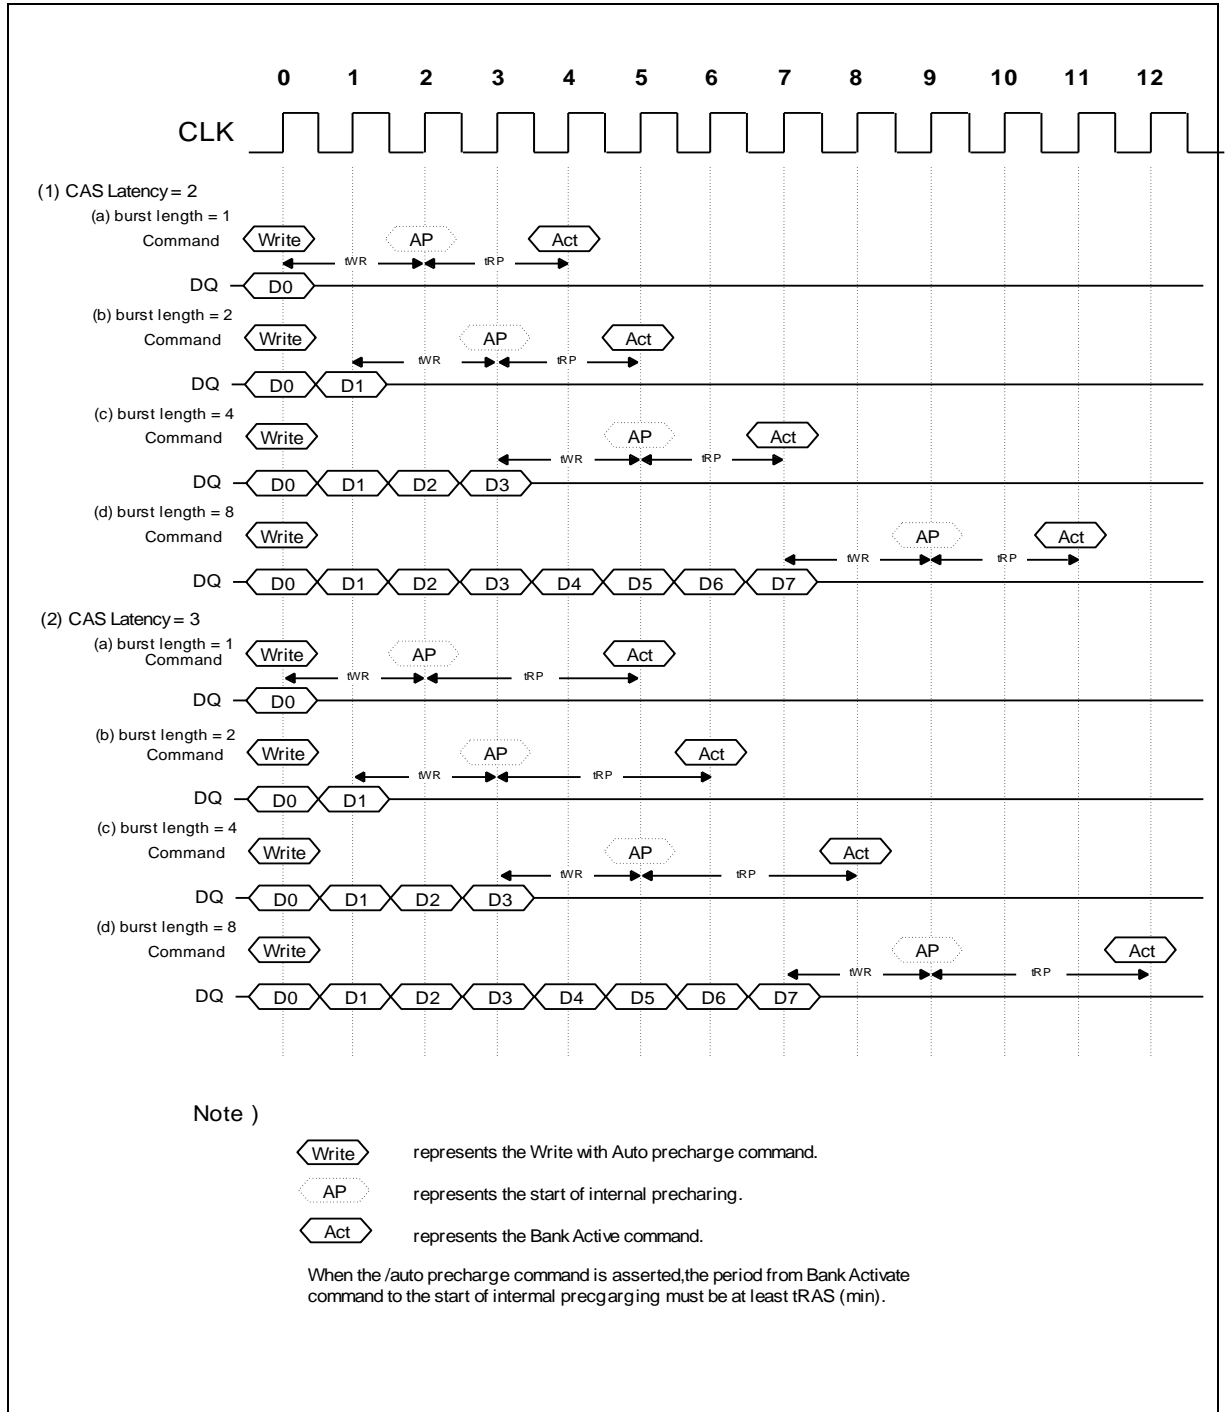 0 1 2 3 4 5 6 7 8 9 10 11 12
CLK
(1) CAS Latency = 2
(a) burst length = 1
Command Write AP Act
tWR tRP
DQ D0
(b) burst length = 2
Command Write AP Act
tWR tRP
DQ D0 D1
(c) burst length = 4
Command Write AP Act
tWR tRP
DQ D0 D1 D2 D3
(d) burst length = 8
Command Write AP Act
tWR tRP
DQ D0 D1 D2 D3 D4 D5 D6 D7
(2) CAS Latency = 3
(a) burst length = 1
Command Write AP Act
tWR tRP
DQ D0
(b) burst length = 2
Command Write AP Act
tWR tRP
DQ D0 D1
(c) burst length = 4
Command Write AP Act
tWR tRP
DQ D0 D1 D2 D3
(d) burst length = 8
Command Write AP Act
tWR tRP
DQ D0 D1 D2 D3 D4 D5 D6 D7
Note )
Write represents the Write with Auto precharge command.
AP represents the start of internal precharing.
Act represents the Bank Active command.
When the /auto precharge command is asserted,the period from Bank Activate
command to the start of intermal precgarging must be at least tRAS (min).